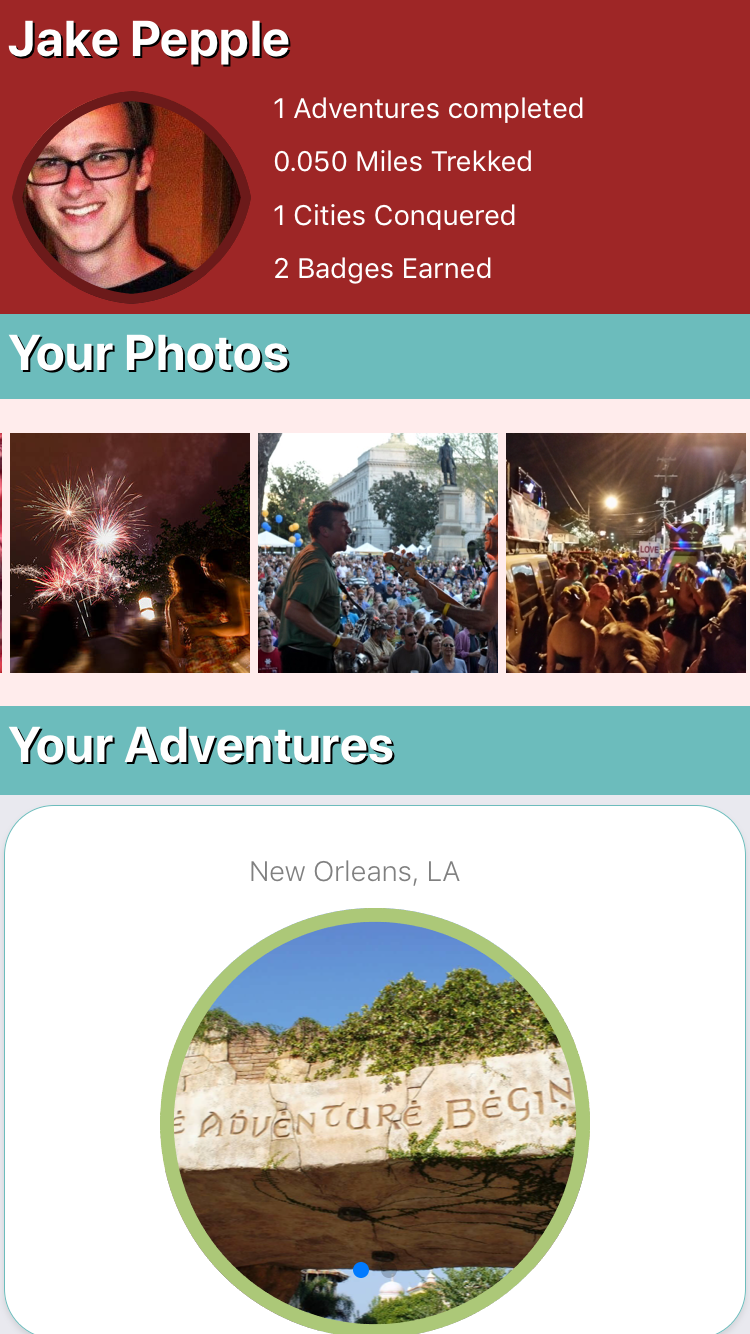 Jake Pepple
1 Adventures completed
0.050 Miles Trekked
1 Cities Conquered
2 Badges Earned
Your Photos
LOVE
Your Adventures
New Orleans, LA
E ADVENTURE BEGIN